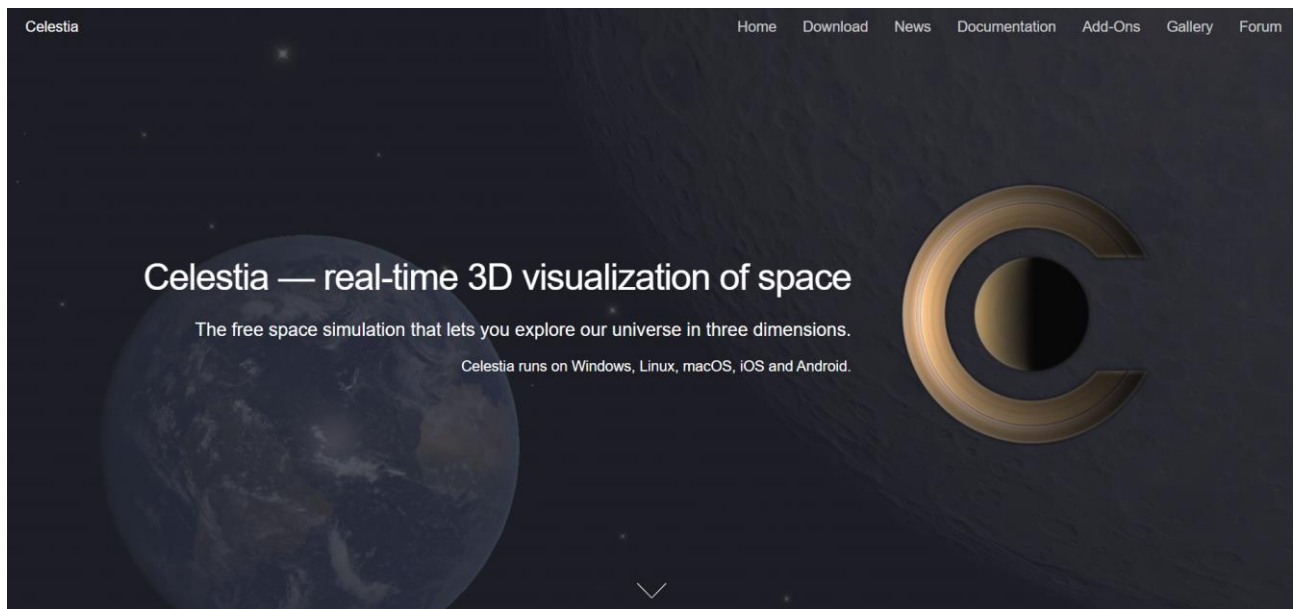 Celestia
Home Download News Documentation Add-Ons Gallery Forum
Celestia — real-time 3D visualization of space
The free space simulation that lets you explore our universe in three dimensions.
Celestia runs on Windows, Linux, macOS, iOS and Android.